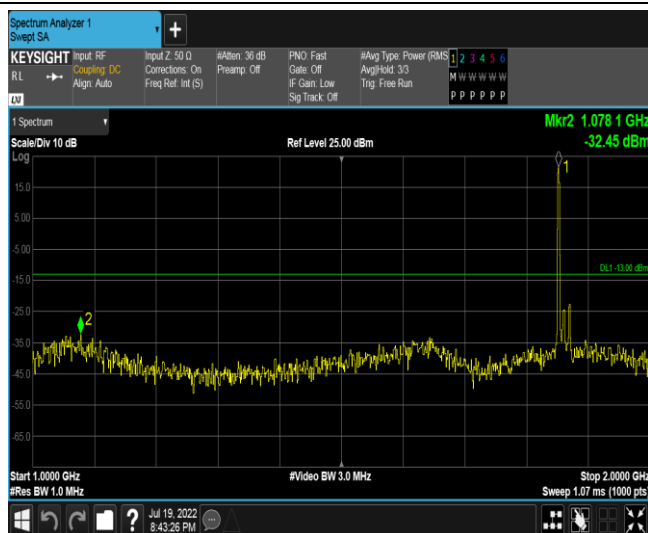 Spectrum Analyzer 1
Swept SA
+
KEYSIGHT
RL
LXI
Input: RF
Coupling: DC
Align: Auto
Input Z: 50 Ω
Corrections: On
Freq Ref: Int (S)
#Atten: 36 dB
Preamp: Off
PNO: Fast
Gate: Off
IF Gain: Low
Sig Track: Off
#Avg Type: Power (RMS
Avg|Hold: 3/3
Trig: Free Run
1 2 3 4 5 6
M W W W W W
P P P P P P
1 Spectrum
Mkr2 1.078 1 GHz
Scale/Div 10 dB
Ref Level 25.00 dBm
-32.45 dBm
Log
1
15.0
5.00
-5.00
DL1 -13.00 dBm
-15.0
-25.0
2
-35.0
-45.0
-55.0
-65.0
Start 1.0000 GHz
#Video BW 3.0 MHz
Stop 2.0000 GHz
#Res BW 1.0 MHz
Sweep 1.07 ms (1000 pts)
?
Jul 19, 2022
8:43:26 PM